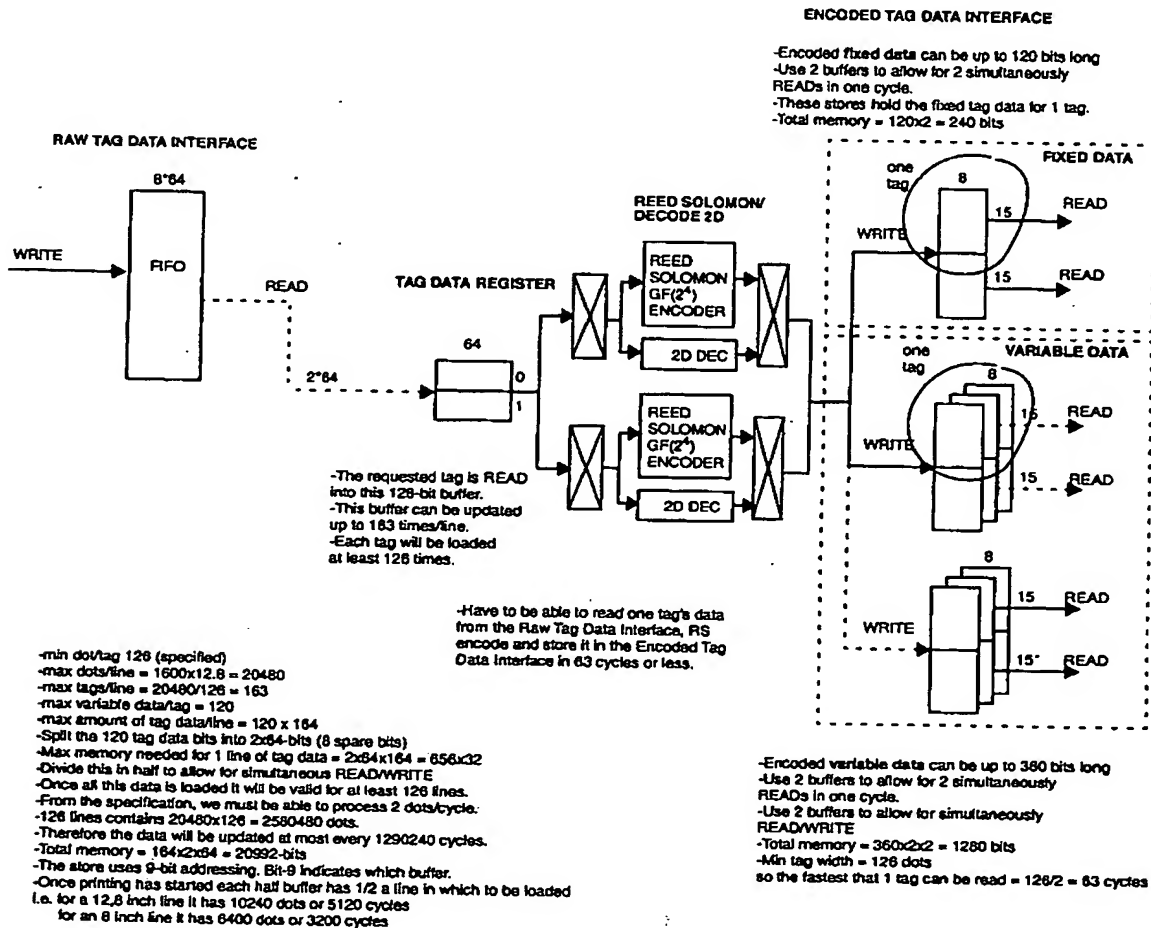 ENCODED TAG DATA INTERFACE
-Encoded fixed data can be up to 120 bits long
-Use 2 buffers to allow for 2 simultaneously
READs in one cycle.
-These stores hold the fixed tag data for 1 tag.
-Total memory = 120x2 = 240 bits
RAW TAG DATA INTERFACE
8*64
WRITE
FIFO
READ
2*64
TAG DATA REGISTER
64
0
1
REED SOLOMON/
DECODE 2D
REED
SOLOMON
GF(2^4)
ENCODER
2D DEC
REED
SOLOMON
GF(2^4)
ENCODER
2D DEC
FIXED DATA
one
tag
8
15
READ
WRITE
15
READ
VARIABLE DATA
one
tag
8
15
READ
WRITE
15
READ
8
15
READ
WRITE
15"
READ
-The requested tag is READ
into this 128-bit buffer.
-This buffer can be updated
up to 163 times/line.
-Each tag will be loaded
at least 126 times.
-Have to be able to read one tag's data
from the Raw Tag Data Interface, RS
encode and store it in the Encoded Tag
Data Interface in 63 cycles or less.
-min dot/tag 126 (specified)
-max dots/line = 1600x12.8 = 20480
-max tags/line = 20480/126 = 163
-max variable data/tag = 120
-max amount of tag data/line = 120 x 164
-Split the 120 tag data bits into 2x64-bits (8 spare bits)
-Max memory needed for 1 line of tag data = 2x64x164 = 656x32
-Divide this in half to allow for simultaneous READ/WRITE
-Once all this data is loaded it will be valid for at least 126 lines.
-From the specification, we must be able to process 2 dots/cycle.
-126 lines contains 20480x126 = 2580480 dots.
-Therefore the data will be updated at most every 1290240 cycles.
-Total memory = 164x2x64 = 20992-bits
-The store uses 9-bit addressing. Bit-9 indicates which buffer.
-Once printing has started each half buffer has 1/2 a line in which to be loaded
i.e. for a 12,8 inch line it has 10240 dots or 5120 cycles
for an 8 inch line it has 6400 dots or 3200 cycles
-Encoded variable data can be up to 360 bits long
-Use 2 buffers to allow for 2 simultaneously
READs in one cycle.
-Use 2 buffers to allow for simultaneously
READ/WRITE
-Total memory = 360x2x2 = 1280 bits
-Min tag width = 126 dots
so the fastest that 1 tag can be read = 126/2 = 63 cycles